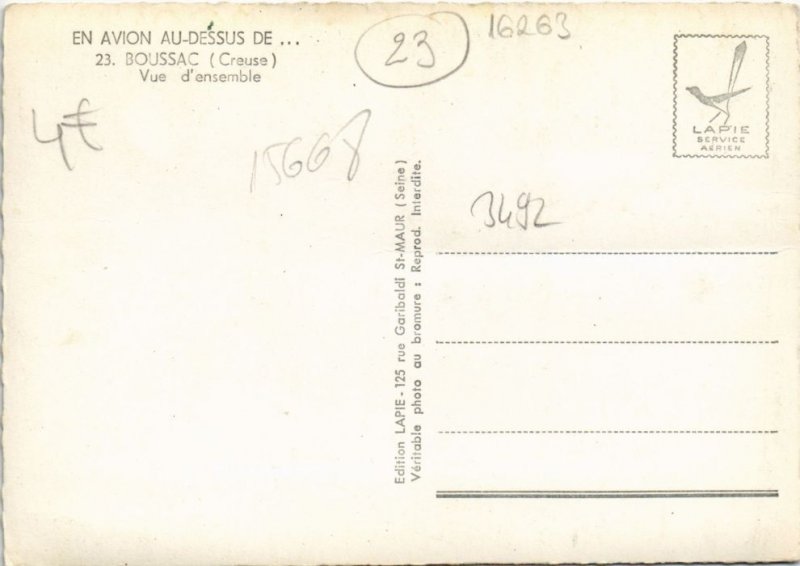 EN AVION AU-DESSUS DE ...
23. BOUSSAC (Creuse)
Vue d'ensemble
23
16263
4€
15668
3492
LAPIE
SERVICE
AÉRIEN
Edition LAPIE - 125 rue Garibaldi St-MAUR (Seine)
Véritable photo au bromure : Reprod. Interdite.